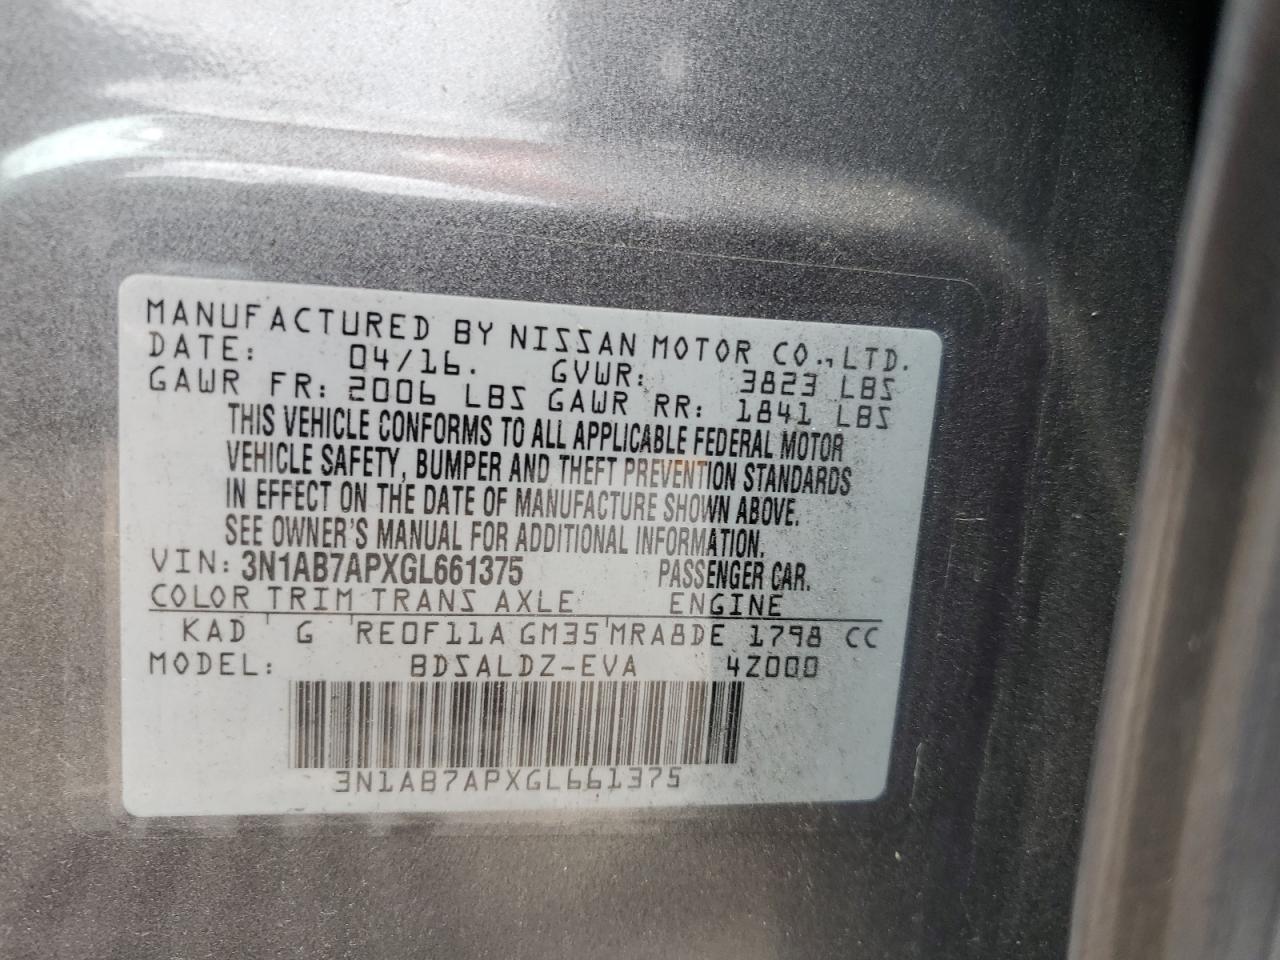 MANUFACTURED BY NISSAN MOTOR CO., LTD.
DATE: 04/16. GVWR: 3823 LBS
GAWR FR: 2006 LBS GAWR RR: 1841 LBS
THIS VEHICLE CONFORMS TO ALL APPLICABLE FEDERAL MOTOR
VEHICLE SAFETY, BUMPER AND THEFT PREVENTION STANDARDS
IN EFFECT ON THE DATE OF MANUFACTURE SHOWN ABOVE.
SEE OWNER'S MANUAL FOR ADDITIONAL INFORMATION.
VIN: 3N1AB7APXGL661375 PASSENGER CAR.
COLOR TRIM TRANS AXLE ENGINE
KAD G RE0F11A GM35 MRA8DE 1798 CC
MODEL: BDSALDZ-EVA 4Z000
3N1AB7APXGL661375